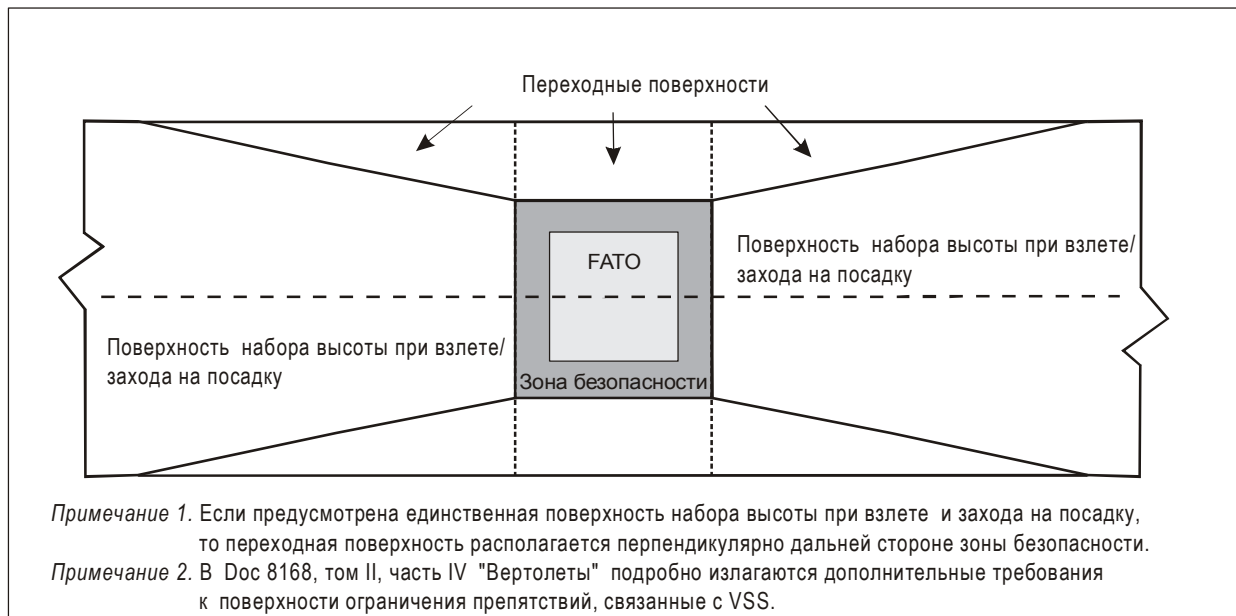 Переходные поверхности
FATO
Поверхность набора высоты при взлете/
захода на посадку
Поверхность набора высоты при взлете/
захода на посадку
Зона безопасности
Примечание 1. Если предусмотрена единственная поверхность набора высоты при взлете и захода на посадку,
то переходная поверхность располагается перпендикулярно дальней стороне зоны безопасности.
Примечание 2. В Doc 8168, том II, часть IV "Вертолеты" подробно излагаются дополнительные требования
к поверхности ограничения препятствий, связанные с VSS.